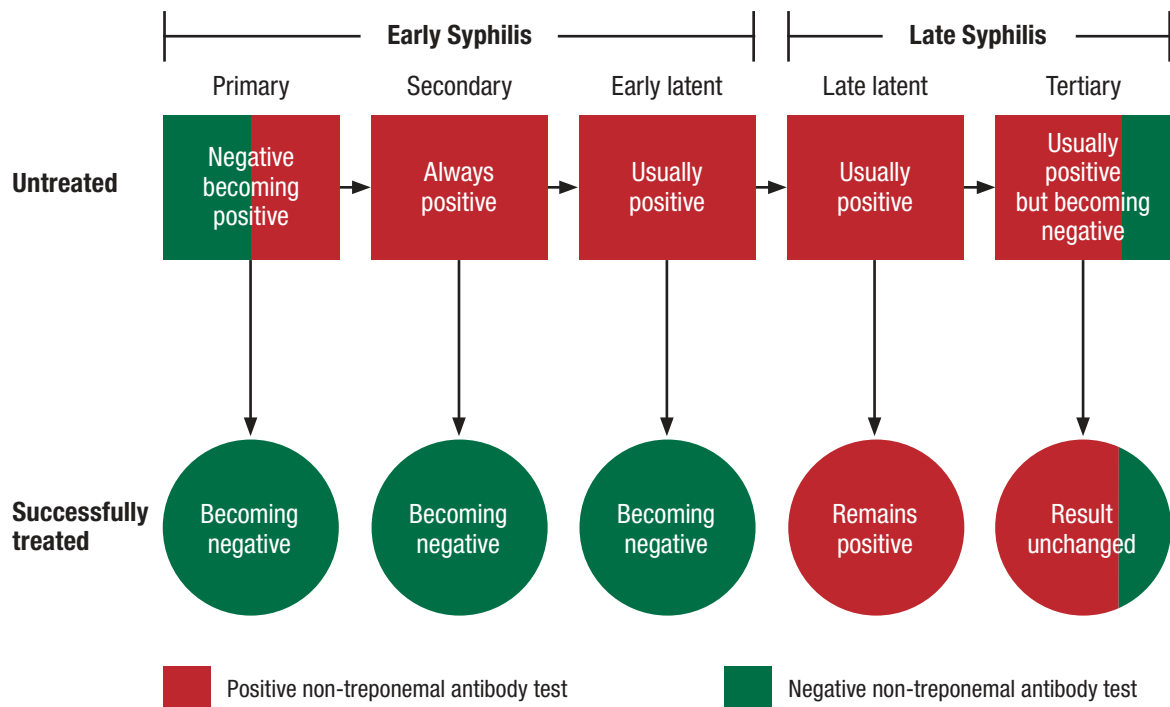 Early Syphilis
Late Syphilis
Primary
Secondary
Early latent
Late latent
Tertiary
Untreated
Negative
becoming
positive
Always
positive
Usually
positive
Usually
positive
Usually
positive
but becoming
negative
Successfully
treated
Becoming
negative
Becoming
negative
Becoming
negative
Remains
positive
Result
unchanged
Positive non-treponemal antibody test
Negative non-treponemal antibody test